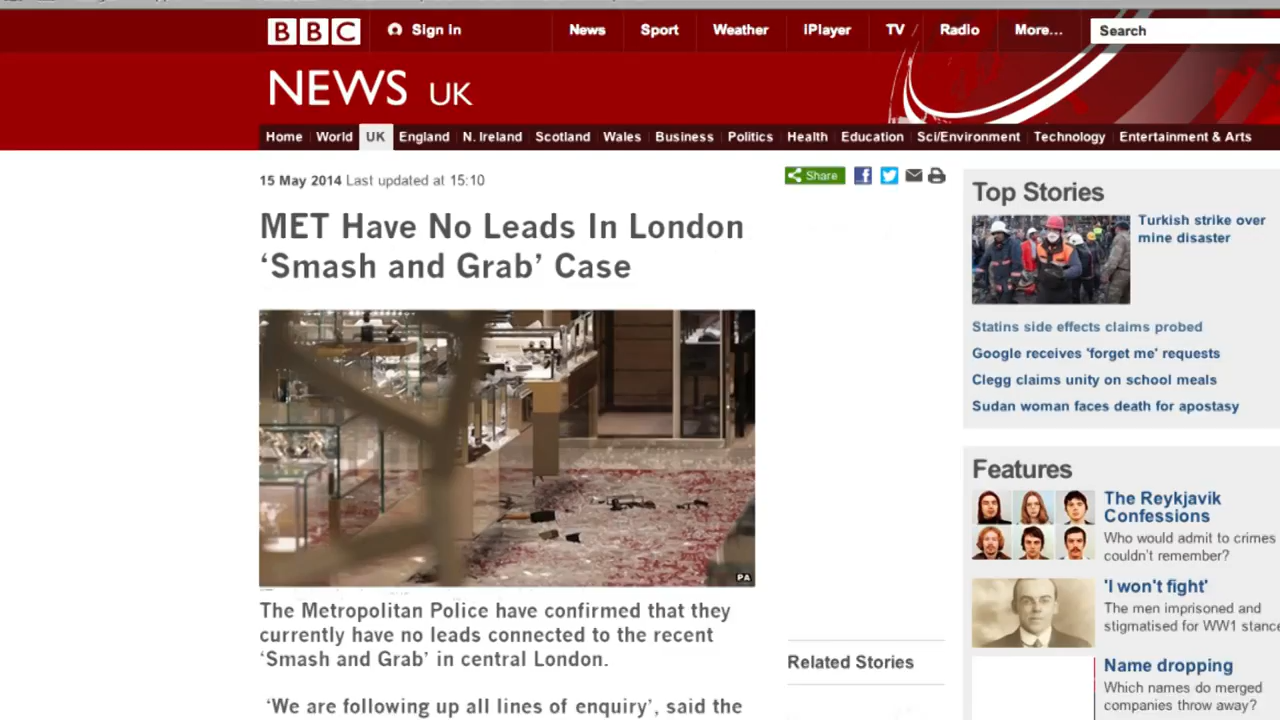 BBC Sign in News Sport Weather iPlayer TV Radio More... Search
NEWS UK
Home World UK England N. Ireland Scotland Wales Business Politics Health Education Sci/Environment Technology Entertainment & Arts
15 May 2014 Last updated at 15:10
Share
MET Have No Leads In London
‘Smash and Grab’ Case
PA
The Metropolitan Police have confirmed that they
currently have no leads connected to the recent
‘Smash and Grab’ in central London.
‘We are following up all lines of enquiry’, said the
Related Stories
Top Stories
Turkish strike over
mine disaster
Statins side effects claims probed
Google receives 'forget me' requests
Clegg claims unity on school meals
Sudan woman faces death for apostasy
Features
The Reykjavik
Confessions
Who would admit to crimes
couldn't remember?
'I won't fight'
The men imprisoned and
stigmatised for WW1 stance
Name dropping
Which names do merged
companies throw away?